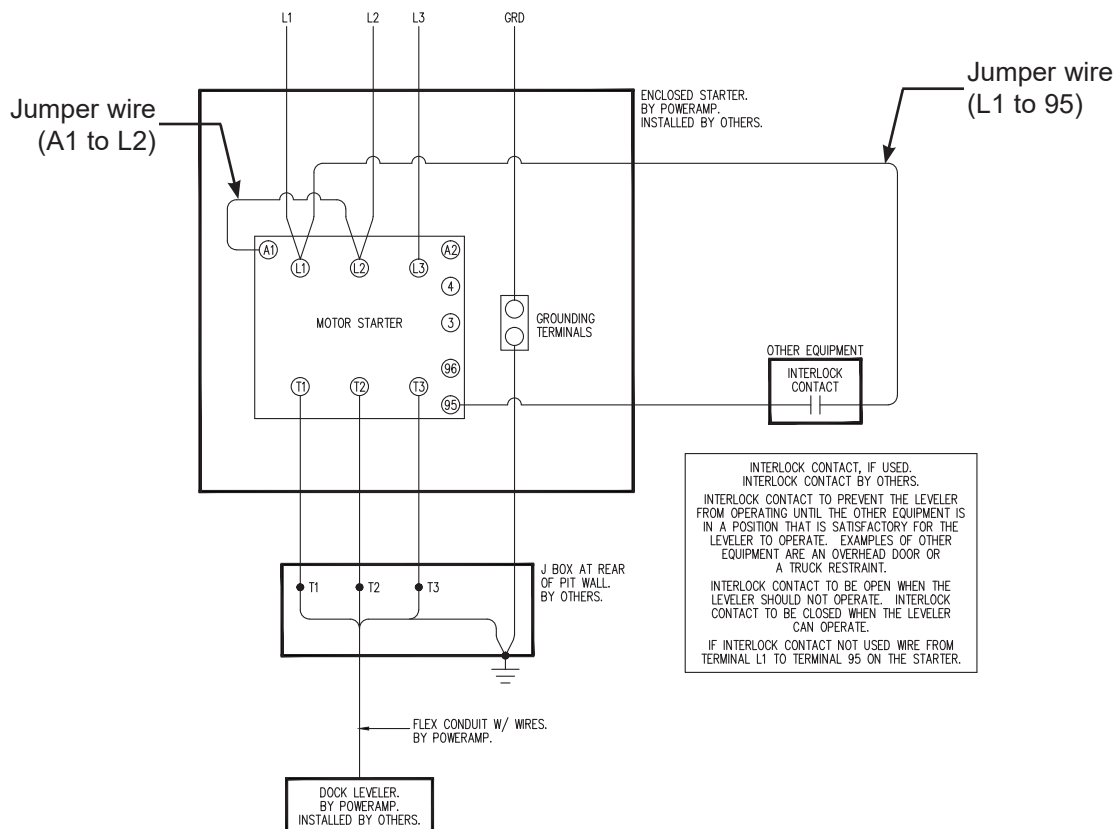 L1
L2
L3
GRD
Jumper wire
(A1 to L2)
ENCLOSED STARTER.
BY POWERAMP.
INSTALLED BY OTHERS.
Jumper wire
(L1 to 95)
A1
L1
L2
L3
A2
4
3
96
95
MOTOR STARTER
T1
T2
T3
GROUNDING
TERMINALS
OTHER EQUIPMENT
INTERLOCK
CONTACT
INTERLOCK CONTACT, IF USED.
INTERLOCK CONTACT BY OTHERS.
INTERLOCK CONTACT TO PREVENT THE LEVELER
FROM OPERATING UNTIL THE OTHER EQUIPMENT IS
IN A POSITION THAT IS SATISFACTORY FOR THE
LEVELER TO OPERATE. EXAMPLES OF OTHER
EQUIPMENT ARE AN OVERHEAD DOOR OR
A TRUCK RESTRAINT.
INTERLOCK CONTACT TO BE OPEN WHEN THE
LEVELER SHOULD NOT OPERATE. INTERLOCK
CONTACT TO BE CLOSED WHEN THE LEVELER
CAN OPERATE.
IF INTERLOCK CONTACT NOT USED WIRE FROM
TERMINAL L1 TO TERMINAL 95 ON THE STARTER.
T1
T2
T3
J BOX AT REAR
OF PIT WALL.
BY OTHERS.
FLEX CONDUIT W/ WIRES.
BY POWERAMP.
DOCK LEVELER.
BY POWERAMP.
INSTALLED BY OTHERS.